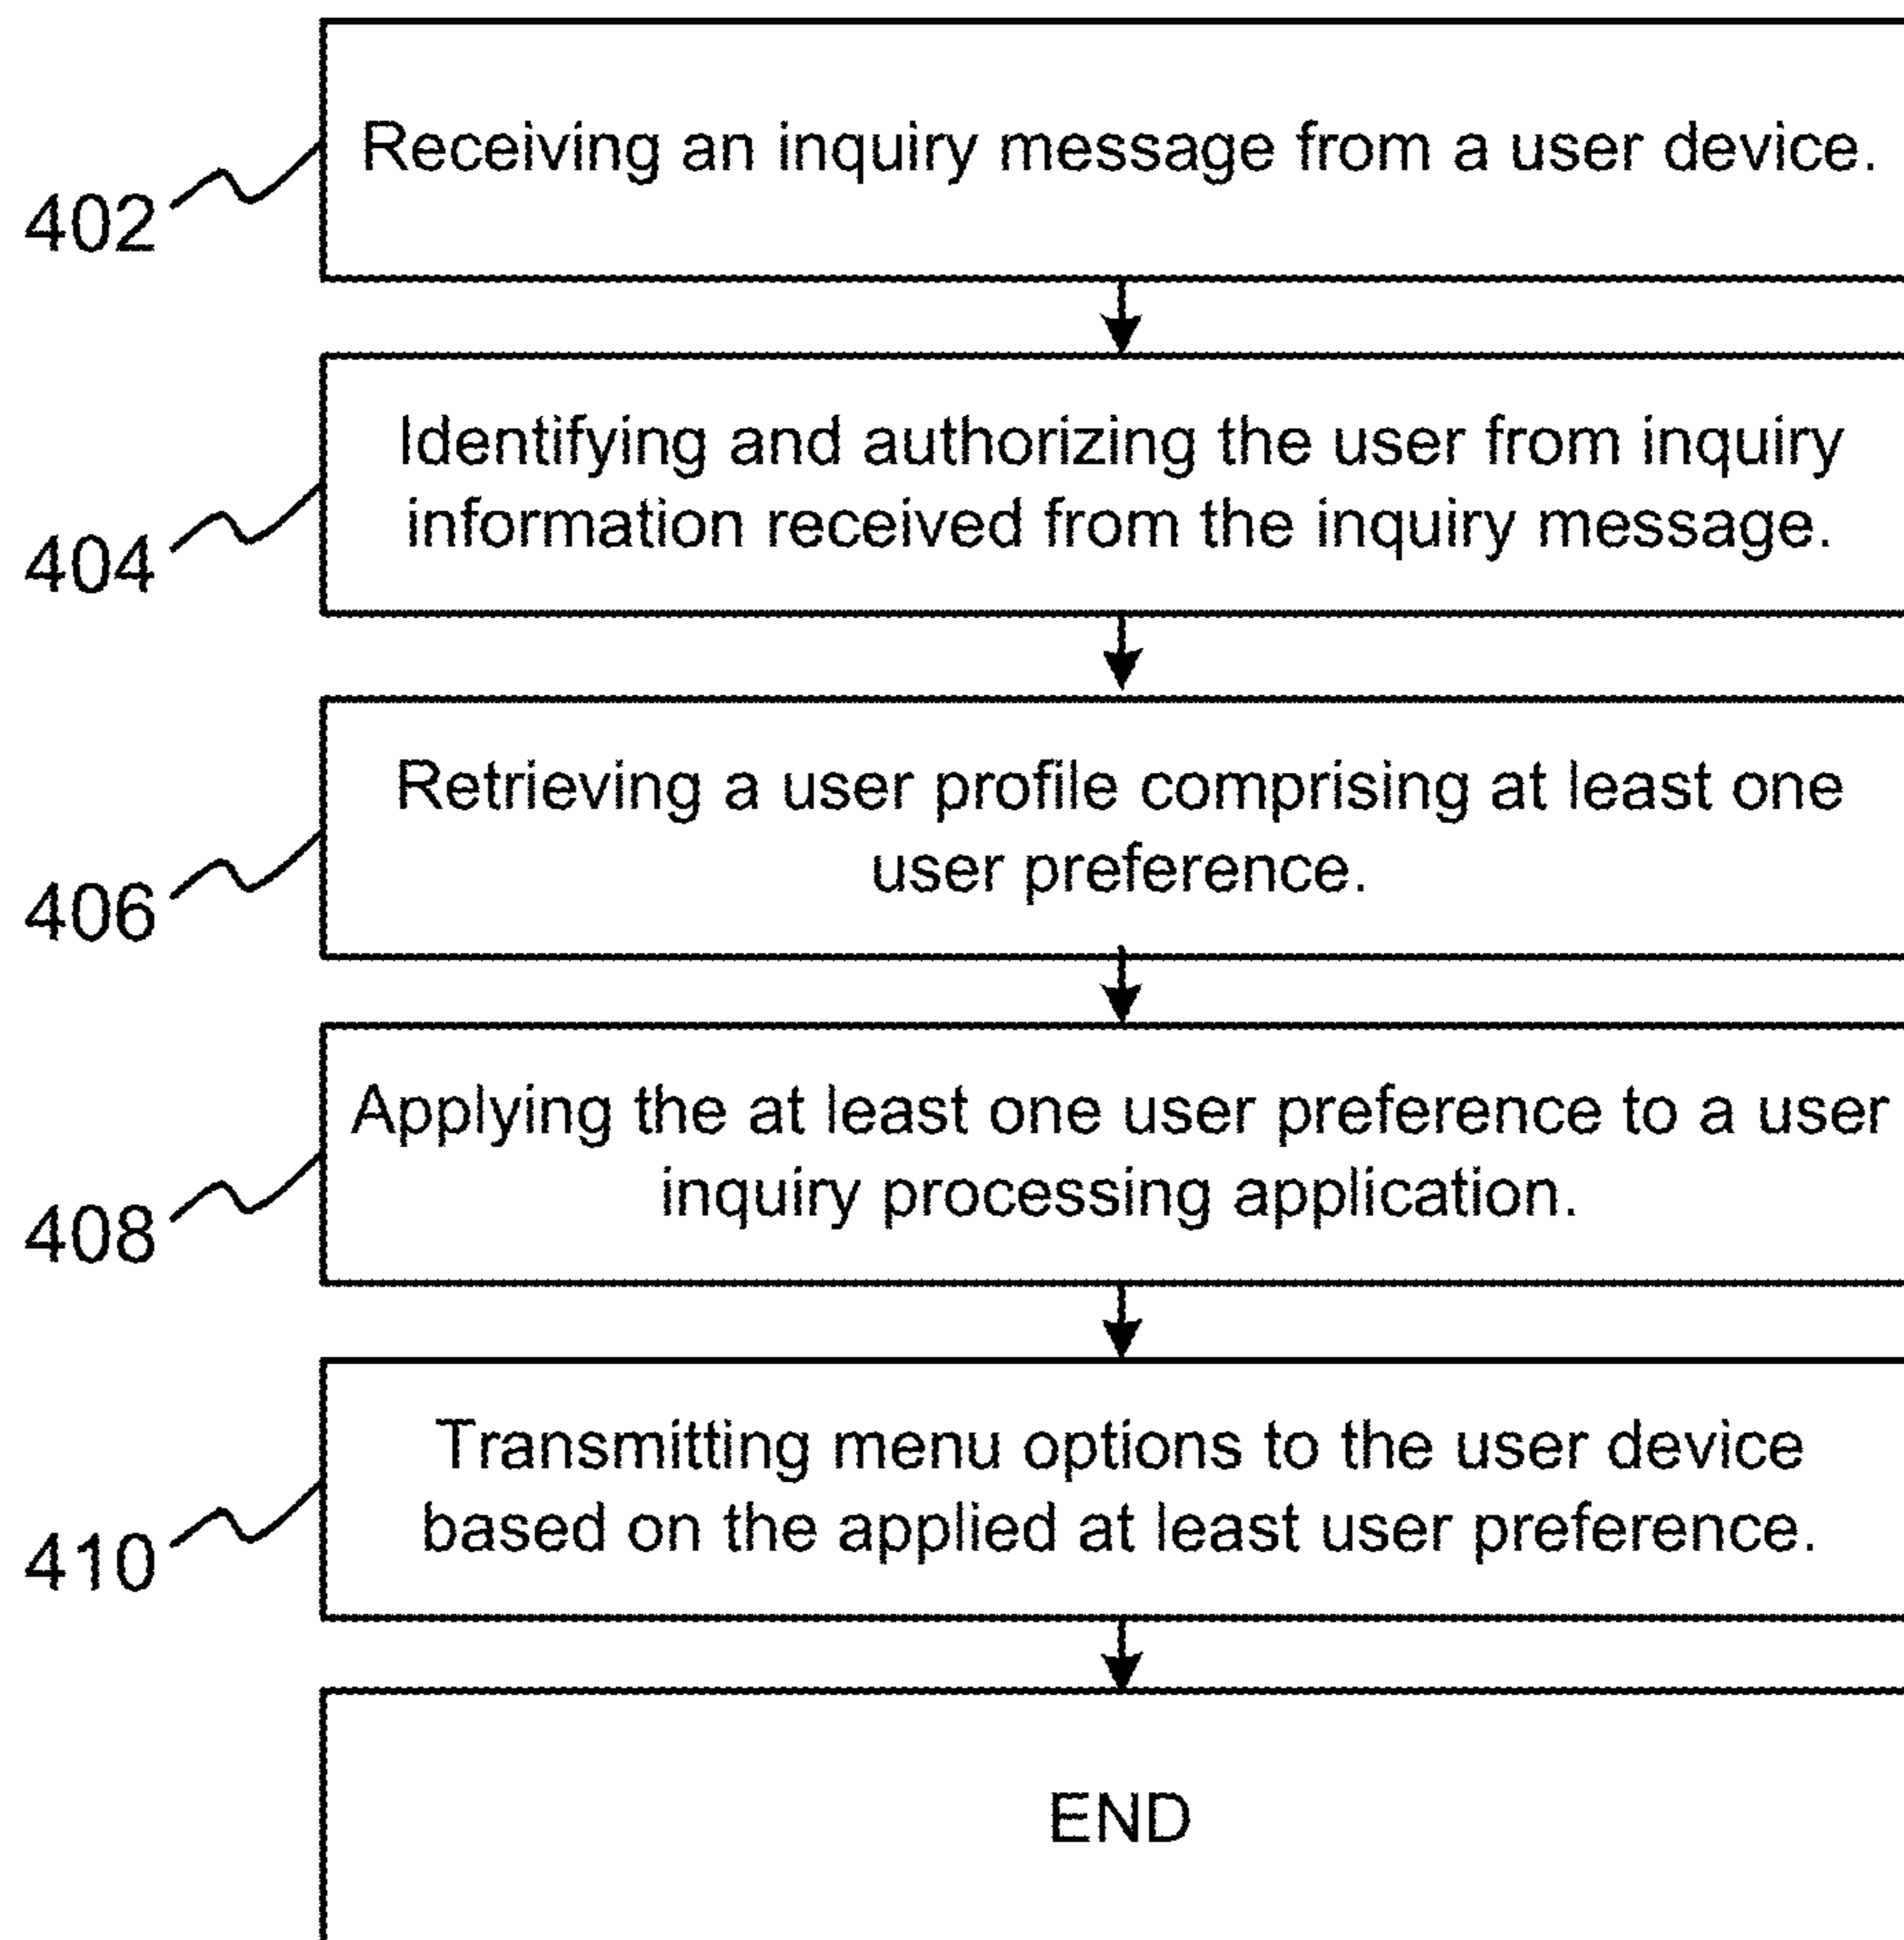 Receiving an inquiry message from a user device.
402
Identifying and authorizing the user from inquiry
information received from the inquiry message.
404
Retrieving a user profile comprising at least one
user preference.
406
Applying the at least one user preference to a user
inquiry processing application.
408
Transmitting menu options to the user device
based on the applied at least user preference.
410
END